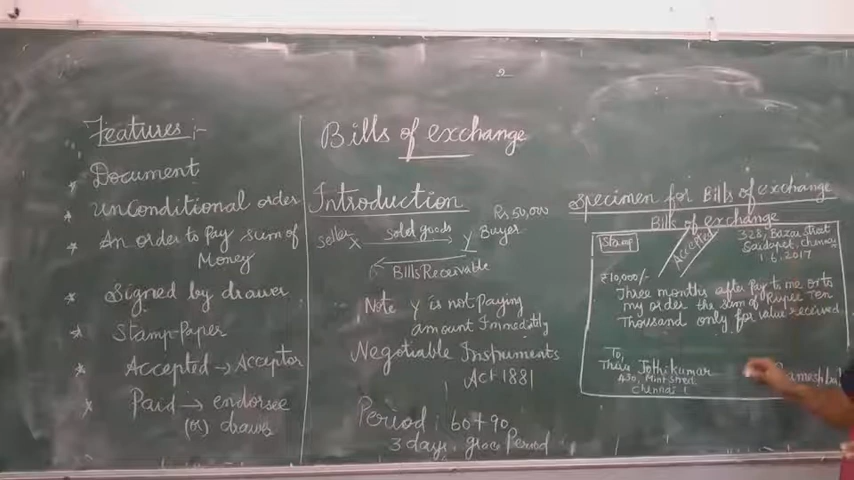 Features :-
* Document
* unconditional order
* An order to Pay sum of
Money
* Signed by drawer
* Stamp-Paper
* Accepted → Acceptor
* Paid → endorsee
(or) drawer
Bills of exchange
Introduction
Rs 50,000
seller X Sold goods Y Buyer
Bills Receivable
Note Y is not Paying
amount Immediatly
Negotiable Instruments
Act 1881
Period : 60 + 90
3 days, grace Period
Specimen for Bills of exchange
Bill of exchange
Stamp
Accepted
328, Bazar Street
Saidapet, Chennai
1.6.2017
₹10,000/-
Three months after Pay to me or to
my order the sum of Rupee Ten
Thousand only for value received
To,
Thiru Jothikumar
Mint Street
Chennai 1